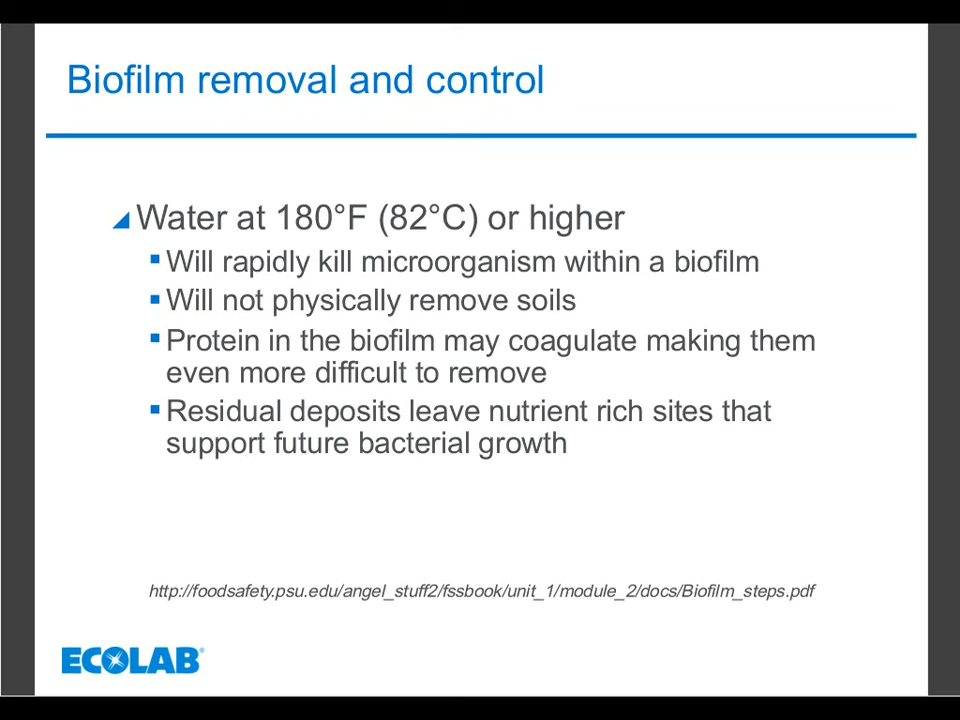 Biofilm removal and control
Water at 180°F (82°C) or higher
Will rapidly kill microorganism within a biofilm
Will not physically remove soils
Protein in the biofilm may coagulate making them
even more difficult to remove
Residual deposits leave nutrient rich sites that
support future bacterial growth
http://foodsafety.psu.edu/angel_stuff2/fssbook/unit_1/module_2/docs/Biofilm_steps.pdf
ECOLAB®